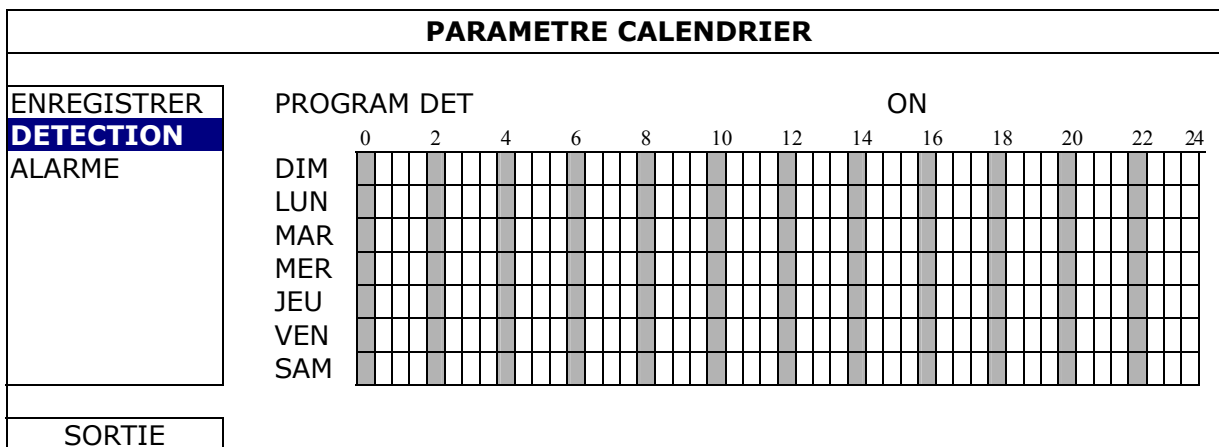 PARAMETRE CALENDRIER
ENREGISTRER
DETECTION
ALARME
PROGRAM DET ON
0 2 4 6 8 10 12 14 16 18 20 22 24
DIM
LUN
MAR
MER
JEU
VEN
SAM
SORTIE